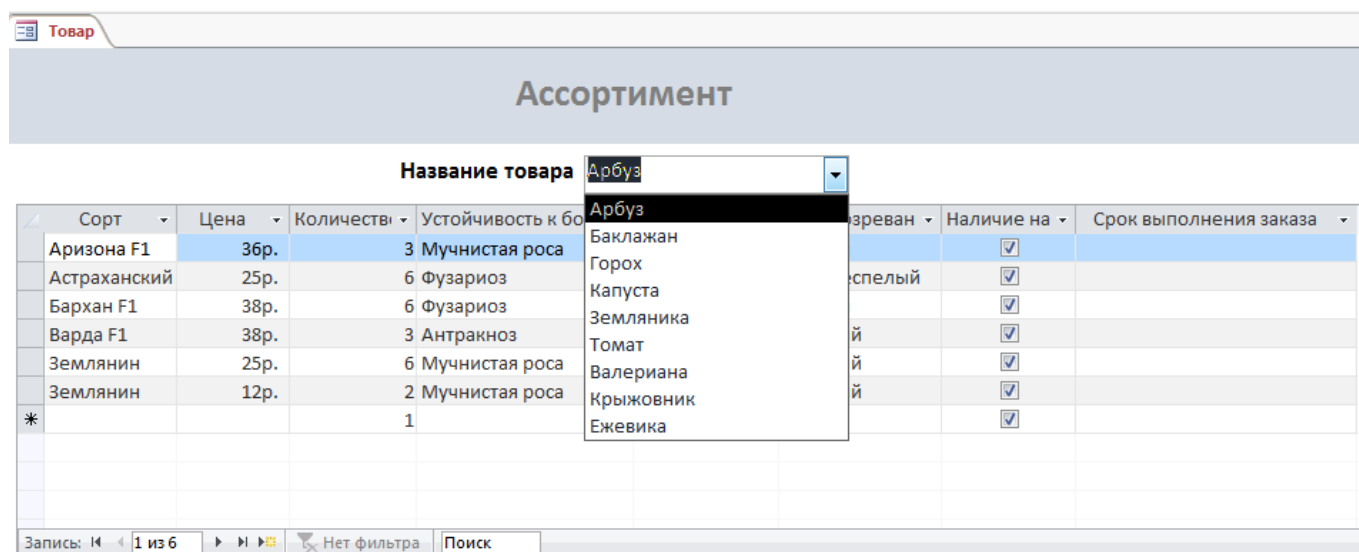 Товар
Ассортимент
Название товара Арбуз
Сорт Цена Количество Устойчивость к бо зреван Наличие на Срок выполнения заказа
Аризона F1 36р. 3 Мучнистая роса
Астраханский 25р. 6 Фузариоз еспелый
Бархан F1 38р. 6 Фузариоз
Варда F1 38р. 3 Антракноз й
Землянин 25р. 6 Мучнистая роса й
Землянин 12р. 2 Мучнистая роса й
1
Арбуз
Баклажан
Горох
Капуста
Земляника
Томат
Валериана
Крыжовник
Ежевика
Запись: 1 из 6 Нет фильтра Поиск